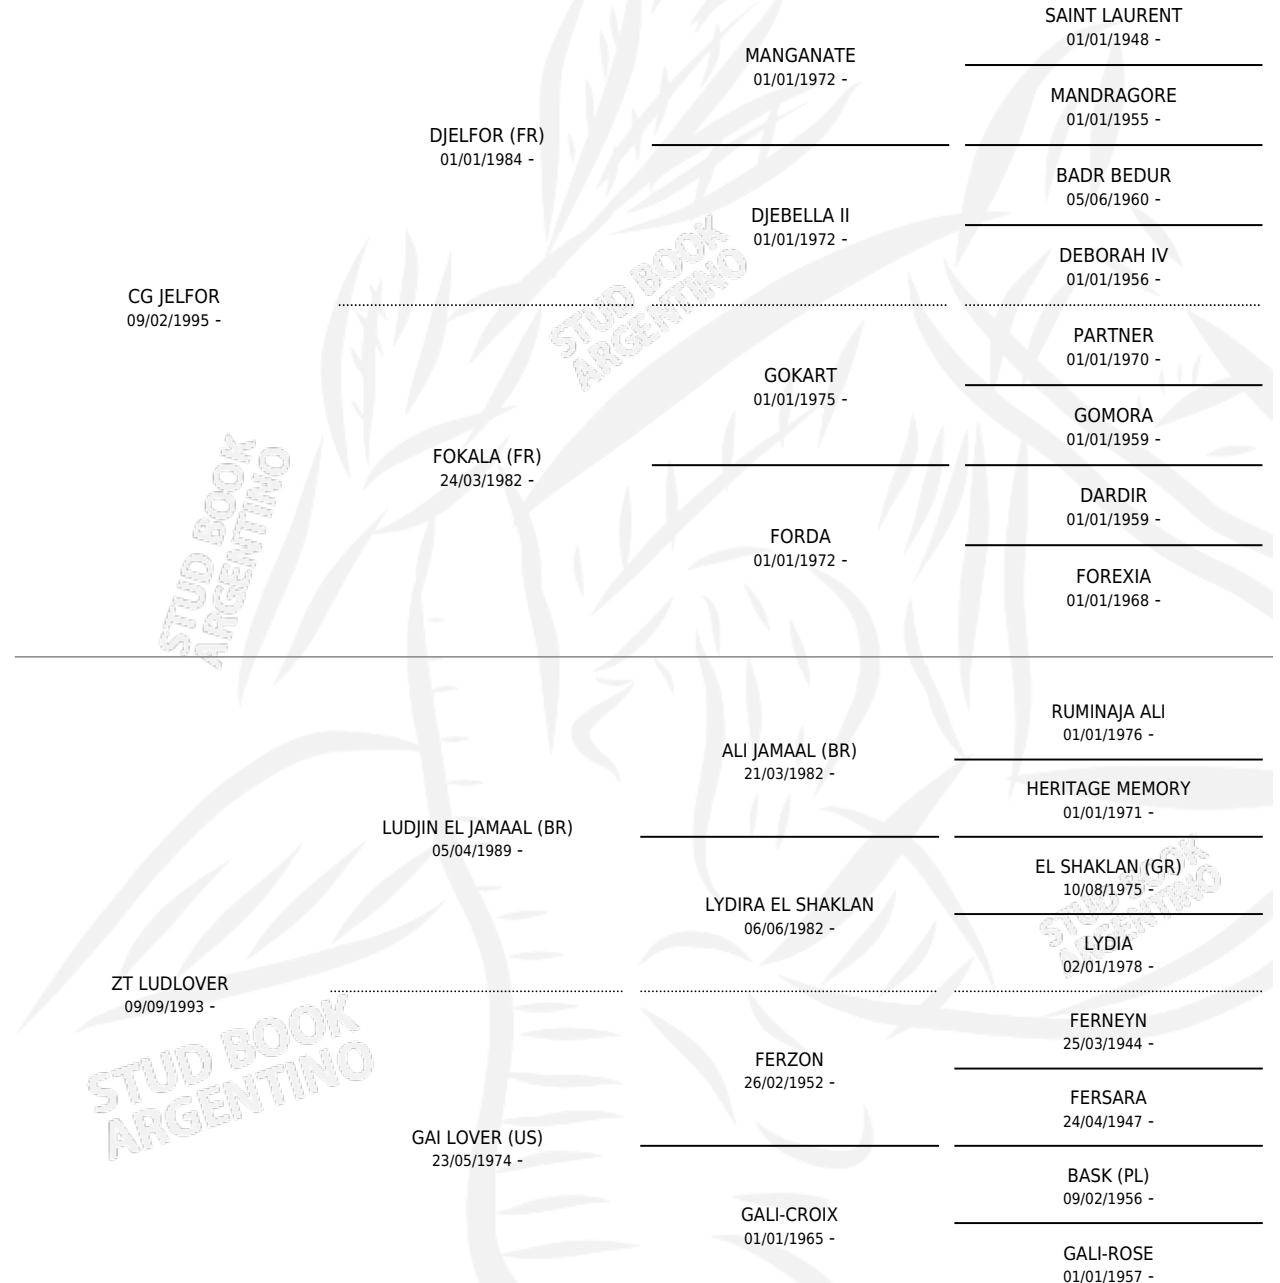 SAINT LAURENT
01/01/1948 -
MANGANATE
01/01/1972 -
MANDRAGORE
01/01/1955 -
DJELFOR (FR)
01/01/1984 -
BADR BEDUR
05/06/1960 -
DJEBELLA II
01/01/1972 -
DEBORAH IV
01/01/1956 -
CG JELFOR
09/02/1995 -
PARTNER
01/01/1970 -
GOKART
01/01/1975 -
GOMORA
01/01/1959 -
FOKALA (FR)
24/03/1982 -
DARDIR
01/01/1959 -
FORDA
01/01/1972 -
FOREXIA
01/01/1968 -
STUD BOOK
ARGENTINO
STUD BOOK
ARGENTINO
RUMINAJA ALI
01/01/1976 -
ALI JAMAAL (BR)
21/03/1982 -
HERITAGE MEMORY
01/01/1971 -
LUDJIN EL JAMAAL (BR)
05/04/1989 -
EL SHAKLAN (GR)
10/08/1975 -
LYDIRA EL SHAKLAN
06/06/1982 -
LYDIA
02/01/1978 -
ZT LUDLOVER
09/09/1993 -
FERNEYN
25/03/1944 -
FERZON
26/02/1952 -
FERSARA
24/04/1947 -
GAI LOVER (US)
23/05/1974 -
BASK (PL)
09/02/1956 -
GALI-CROIX
01/01/1965 -
GALI-ROSE
01/01/1957 -
STUD BOOK
ARGENTINO
STUD BOOK
ARGENTINO